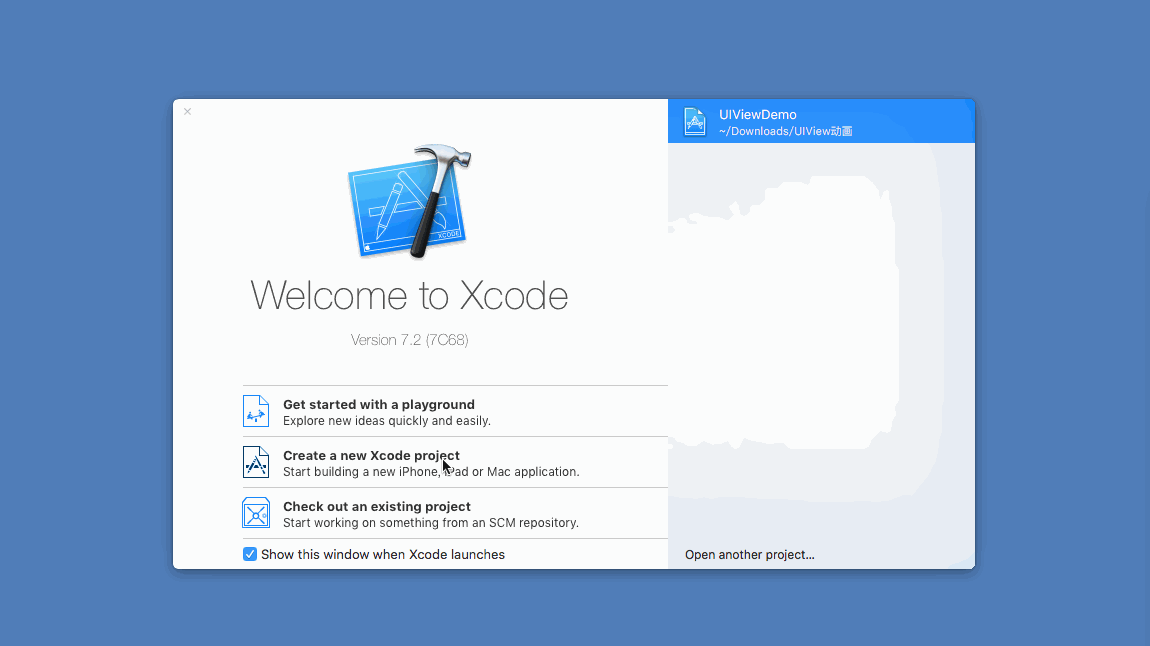 XCODE
Welcome to Xcode
Version 7.2 (7C68)
Get started with a playground
Explore new ideas quickly and easily.
Create a new Xcode project
Start building a new iPhone, iPad or Mac application.
Check out an existing project
Start working on something from an SCM repository.
Show this window when Xcode launches
UIViewDemo
~/Downloads/UIView动画
Open another project...